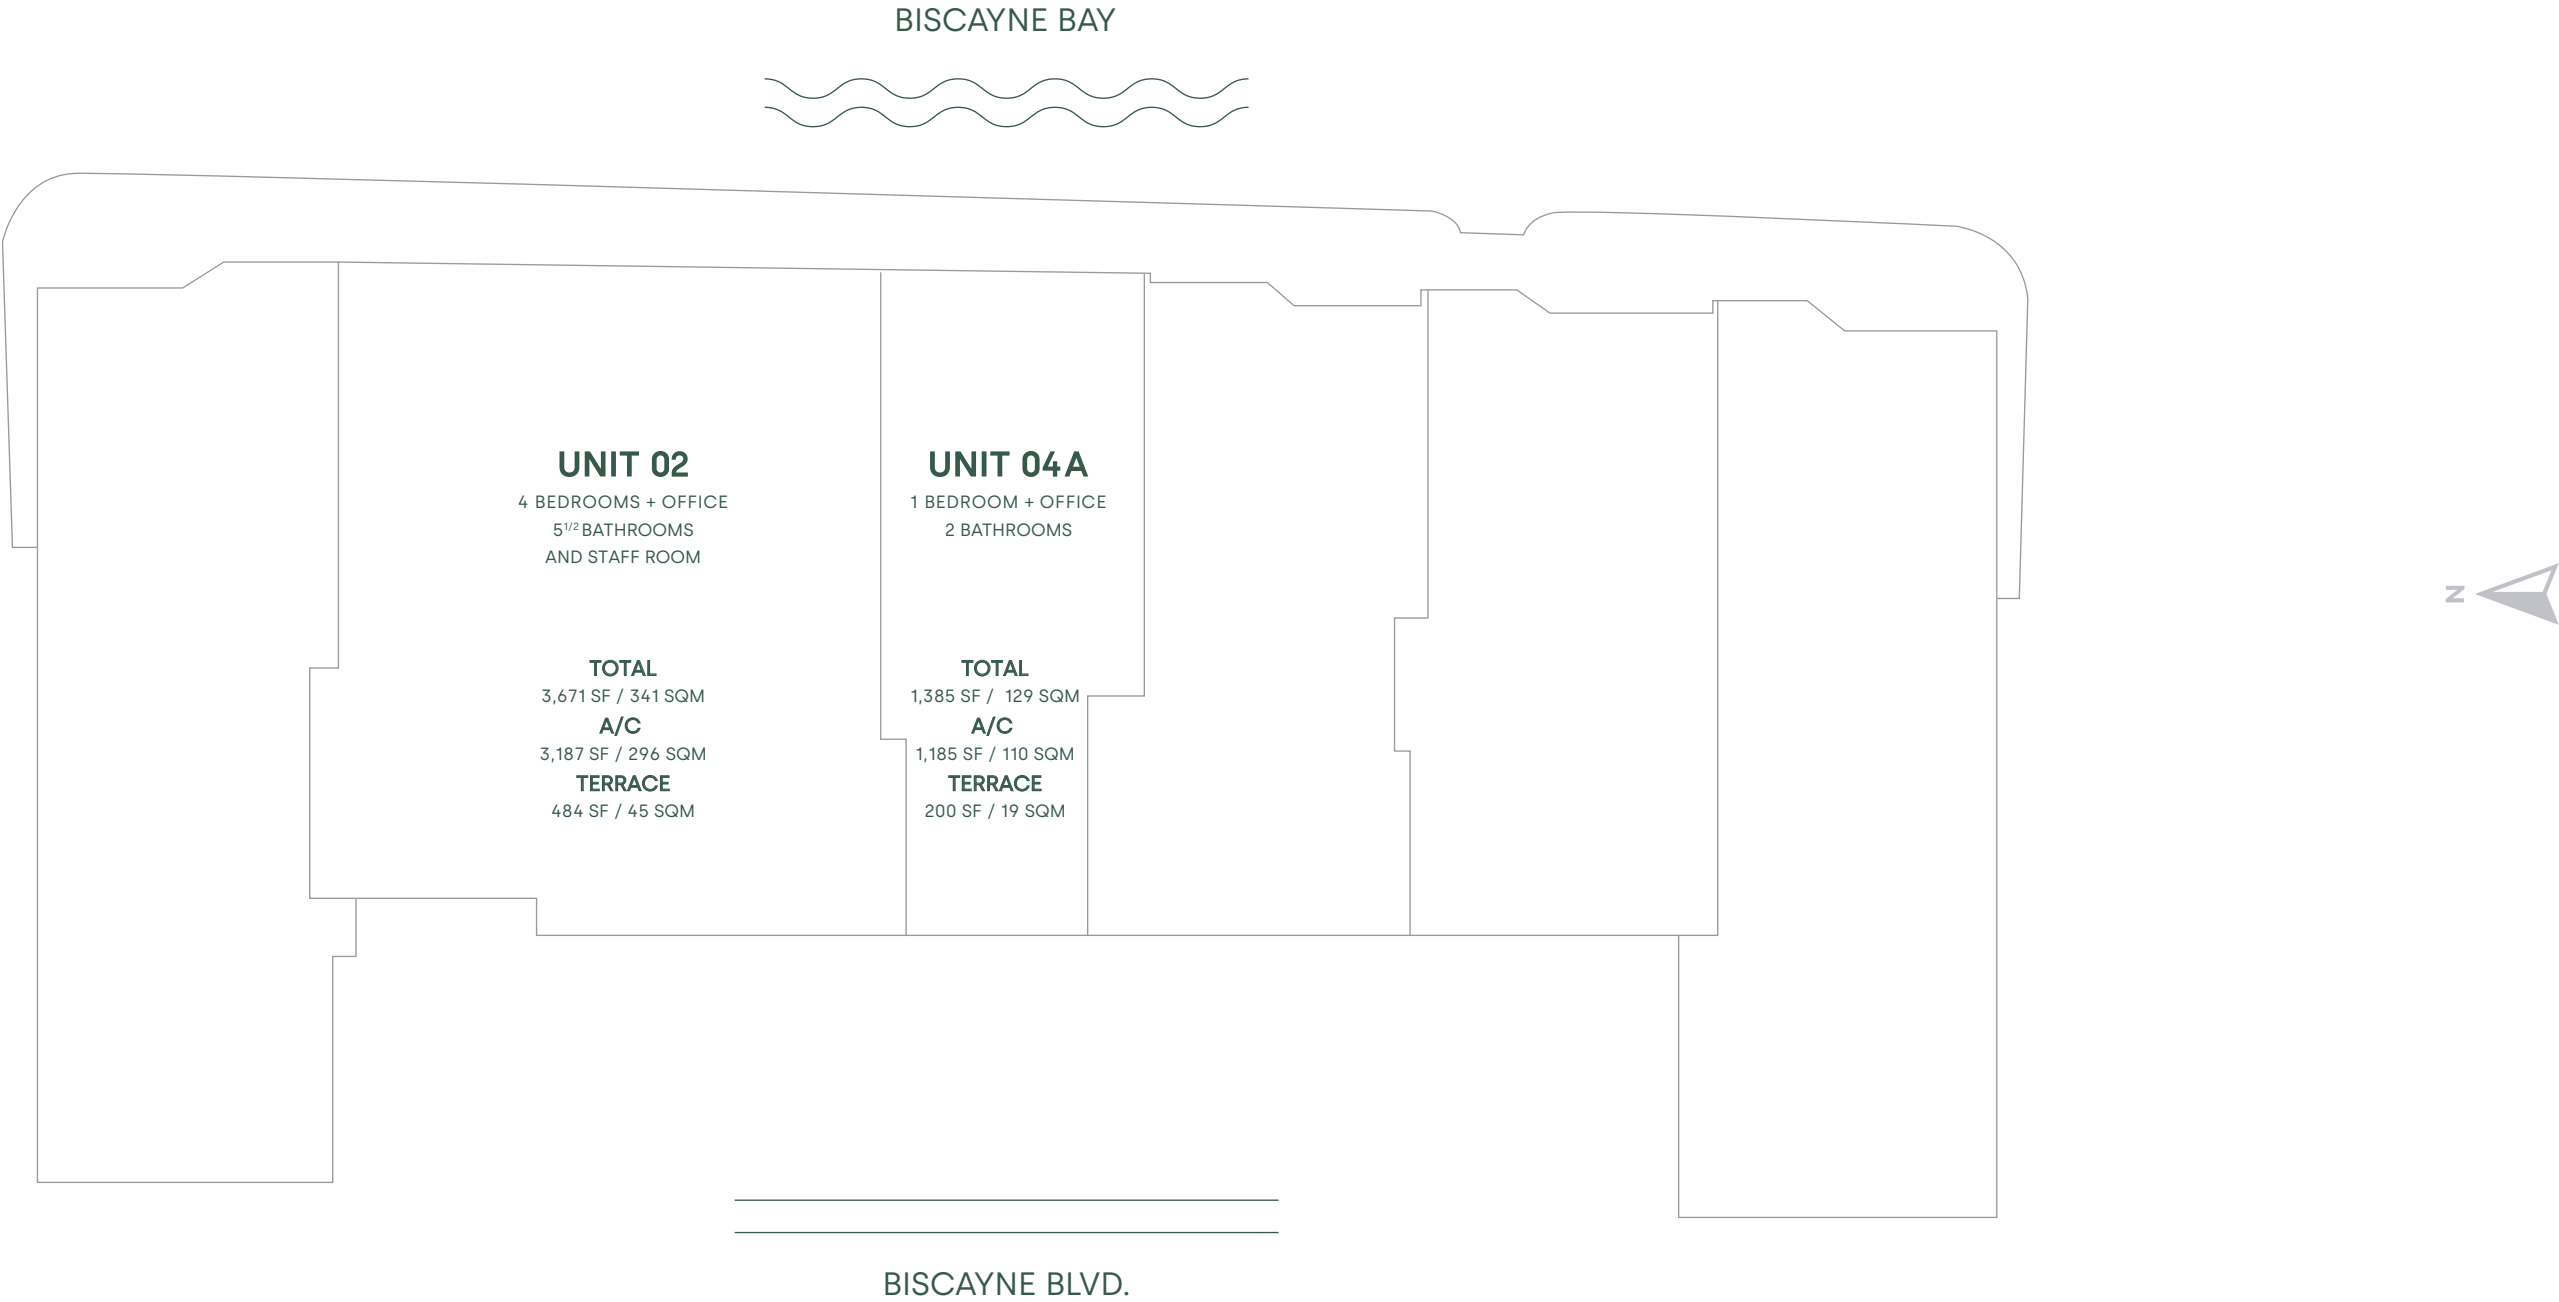 BISCAYNE BAY
UNIT 02
4 BEDROOMS + OFFICE
5 1/2 BATHROOMS
AND STAFF ROOM
TOTAL
3,671 SF / 341 SQM
A/C
3,187 SF / 296 SQM
TERRACE
484 SF / 45 SQM
UNIT 04A
1 BEDROOM + OFFICE
2 BATHROOMS
TOTAL
1,385 SF / 129 SQM
A/C
1,185 SF / 110 SQM
TERRACE
200 SF / 19 SQM
N
BISCAYNE BLVD.